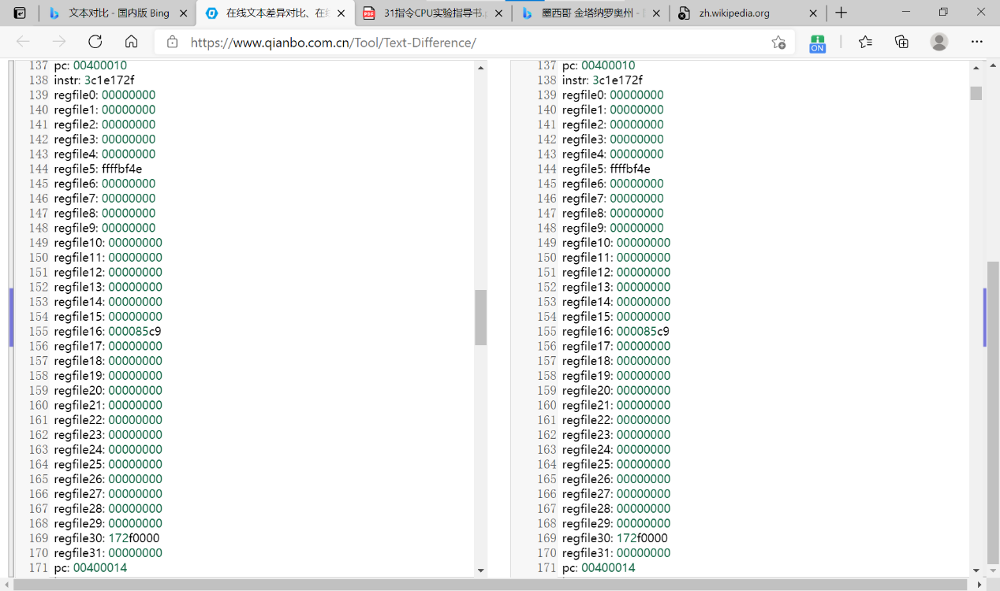 文本对比 - 国内版 Bing
在线文本差异对比、在线
31指令CPU实验指导书.p
墨西哥 金塔纳罗奥州 -
zh.wikipedia.org
https://www.qianbo.com.cn/Tool/Text-Difference/
ON
137 pc: 00400010
138 instr: 3c1e172f
139 regfile0: 00000000
140 regfile1: 00000000
141 regfile2: 00000000
142 regfile3: 00000000
143 regfile4: 00000000
144 regfile5: ffffbf4e
145 regfile6: 00000000
146 regfile7: 00000000
147 regfile8: 00000000
148 regfile9: 00000000
149 regfile10: 00000000
150 regfile11: 00000000
151 regfile12: 00000000
152 regfile13: 00000000
153 regfile14: 00000000
154 regfile15: 00000000
155 regfile16: 000085c9
156 regfile17: 00000000
157 regfile18: 00000000
158 regfile19: 00000000
159 regfile20: 00000000
160 regfile21: 00000000
161 regfile22: 00000000
162 regfile23: 00000000
163 regfile24: 00000000
164 regfile25: 00000000
165 regfile26: 00000000
166 regfile27: 00000000
167 regfile28: 00000000
168 regfile29: 00000000
169 regfile30: 172f0000
170 regfile31: 00000000
171 pc: 00400014
137 pc: 00400010
138 instr: 3c1e172f
139 regfile0: 00000000
140 regfile1: 00000000
141 regfile2: 00000000
142 regfile3: 00000000
143 regfile4: 00000000
144 regfile5: ffffbf4e
145 regfile6: 00000000
146 regfile7: 00000000
147 regfile8: 00000000
148 regfile9: 00000000
149 regfile10: 00000000
150 regfile11: 00000000
151 regfile12: 00000000
152 regfile13: 00000000
153 regfile14: 00000000
154 regfile15: 00000000
155 regfile16: 000085c9
156 regfile17: 00000000
157 regfile18: 00000000
158 regfile19: 00000000
159 regfile20: 00000000
160 regfile21: 00000000
161 regfile22: 00000000
162 regfile23: 00000000
163 regfile24: 00000000
164 regfile25: 00000000
165 regfile26: 00000000
166 regfile27: 00000000
167 regfile28: 00000000
168 regfile29: 00000000
169 regfile30: 172f0000
170 regfile31: 00000000
171 pc: 00400014